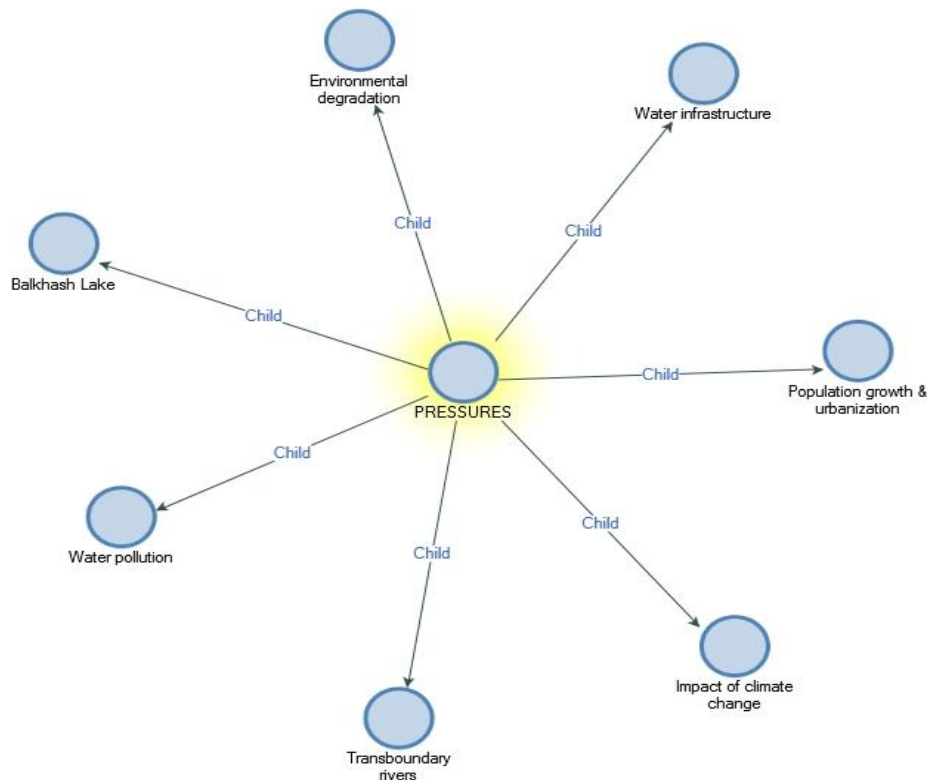 Environmental
degradation
Water infrastructure
Child
Child
Balkhash Lake
Child
Child
Population growth &
urbanization
PRESSURES
Child
Water pollution
Child
Child
Impact of climate
change
Transboundary
rivers